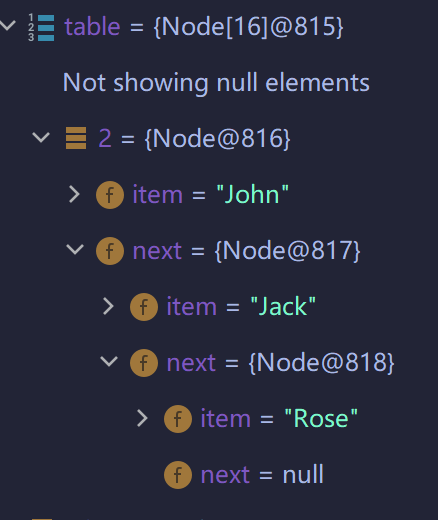 table = {Node[16]@815}
Not showing null elements
2 = {Node@816}
f item = "John"
f next = {Node@817}
f item = "Jack"
f next = {Node@818}
f item = "Rose"
f next = null